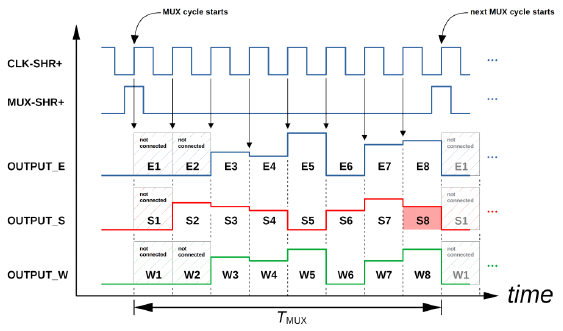 MUX cycle starts
next MUX cycle starts
CLK-SHR+
...
MUX-SHR+
...
not connected
not connected
not connected
OUTPUT_E
E1 E2 E3 E4 E5 E6 E7 E8 E1
...
not connected
not connected
OUTPUT_S
S1 S2 S3 S4 S5 S6 S7 S8 S1
...
not connected
not connected
not connected
OUTPUT_W
W1 W2 W3 W4 W5 W6 W7 W8 W1
...
time
TMUX